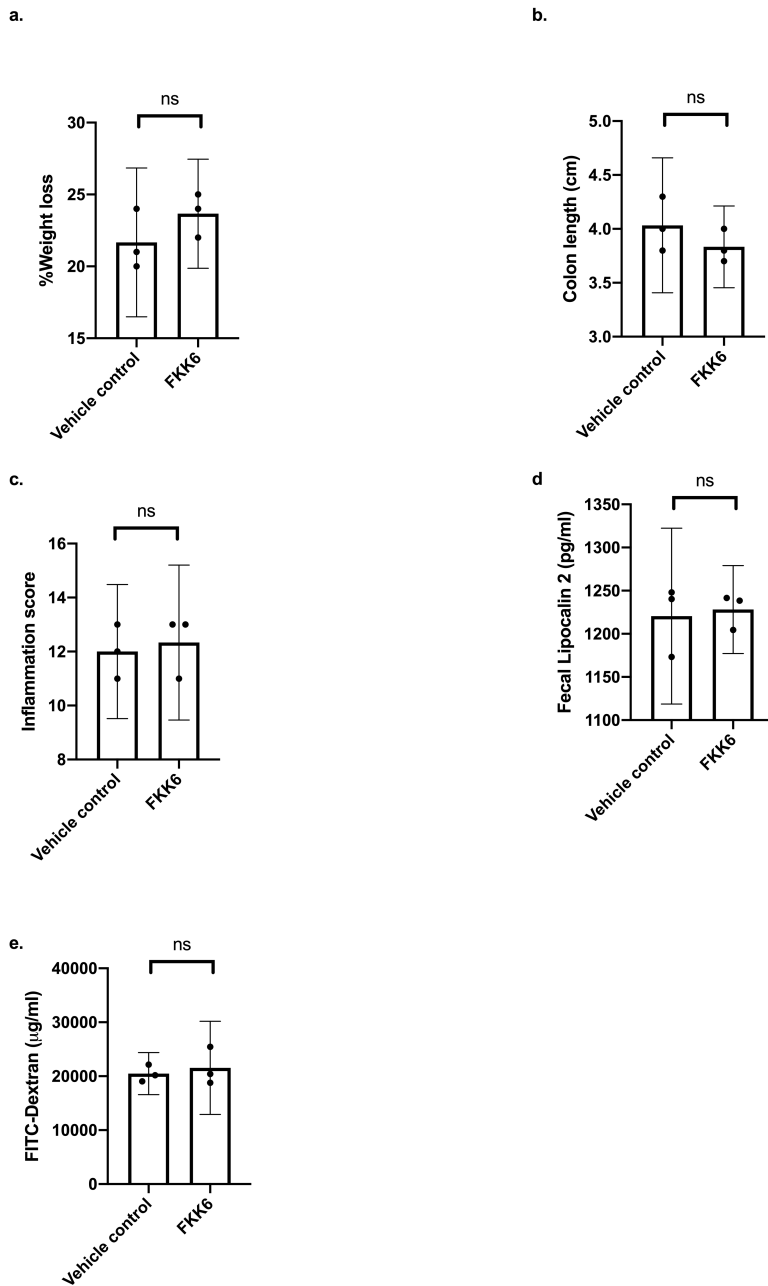 a.
ns
30
25
20
15
%Weight loss
Vehicle control
FKK6
b.
ns
5.0
4.5
4.0
3.5
3.0
Colon length (cm)
Vehicle control
FKK6
c.
ns
16
14
12
10
8
Inflammation score
Vehicle control
FKK6
d
ns
1350
1300
1250
1200
1150
1100
Fecal Lipocalin 2 (pg/ml)
Vehicle control
FKK6
e.
ns
40000
30000
20000
10000
0
FITC-Dextran (μg/ml)
Vehicle control
FKK6